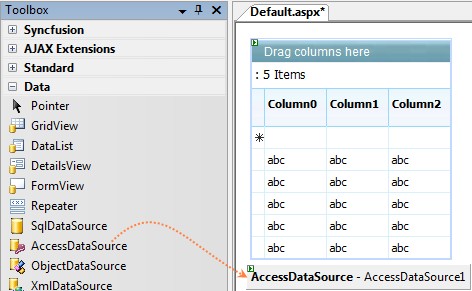 Toolbox
Syncfusion
AJAX Extensions
Standard
Data
Pointer
GridView
DataList
DetailsView
FormView
Repeater
SqlDataSource
AccessDataSource
ObjectDataSource
XmlDataSource
Default.aspx*
Drag columns here
: 5 Items
Column0 Column1 Column2
abc abc abc
abc abc abc
abc abc abc
abc abc abc
abc abc abc
AccessDataSource - AccessDataSource1